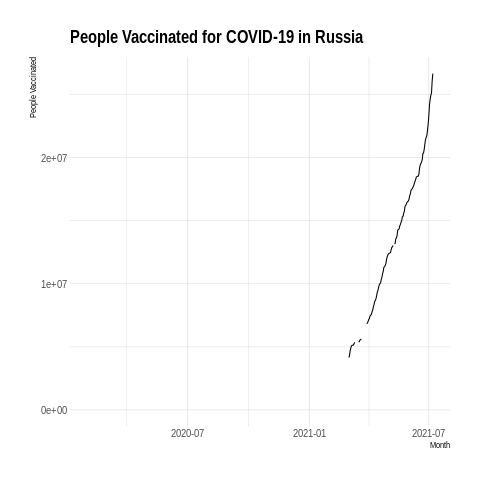 People Vaccinated for COVID-19 in Russia
People Vaccinated
2e+07
1e+07
0e+00
2020-07
2021-01
2021-07
Month